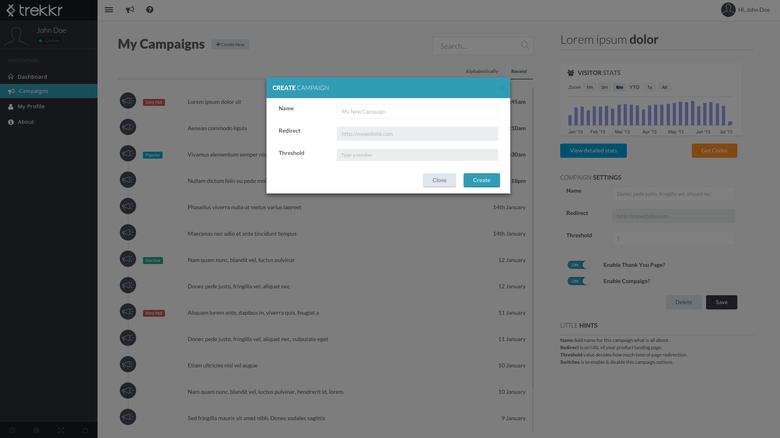 trekkr
Hi, John Doe
John Doe
Online
NAVIGATION
Dashboard
Campaigns
My Profile
About
My Campaigns
+ Create New
Search...
Alphabetically
Recent
Very Hot
Lorem ipsum dolor sit
Aenean commodo ligula
Popular
Vivamus elementum semper nis
Nullam dictum felis eu pede mo
Phasellus viverra nulla ut metus varius laoreet
14th January
Maecenas nec odio et ante tincidunt tempus
14th January
Inactive
Nam quam nunc, blandit vel, luctus pulvinar
12 January
Donec pede justo, fringilla vel, aliquet nec
12 January
Very Hot
Aliquam lorem ante, dapibus in, viverra quis, feugiat a
11 January
Donec pede justo, fringilla vel, aliquet nec, vulputate eget
11 January
Etiam ultricies nisi vel augue
10 January
Nam quam nunc, blandit vel, luctus pulvinar, hendrerit id, lorem
10 January
Sed fringilla mauris sit amet nibh. Donec sodales sagittis
9 January
CREATE CAMPAIGN
Name
My New Campaign
Redirect
http://mywebsite.com
Threshold
Type a number
Close
Create
Lorem ipsum dolor
VISITOR STATS
Zoom 1m 3m 6m YTD 1y All
Jan '13 Feb '13 Mar '13 Apr '13 May '13 Jun '13 Jul '13
View detailed stats
Get Codes
CAMPAIGN SETTINGS
Name
Donec pede justo, fringilla vel, aliquet nec
Redirect
http://mywebsite.com
Threshold
ON
Enable Thank You Page?
ON
Enable Campaign?
Delete
Save
LITTLE HINTS
Name Add name for this campaign what is all about.
Redirect is an URL of your product landing page.
Threshold value decides how much time of page redirection.
Switches is to enable & disable this campaign options.